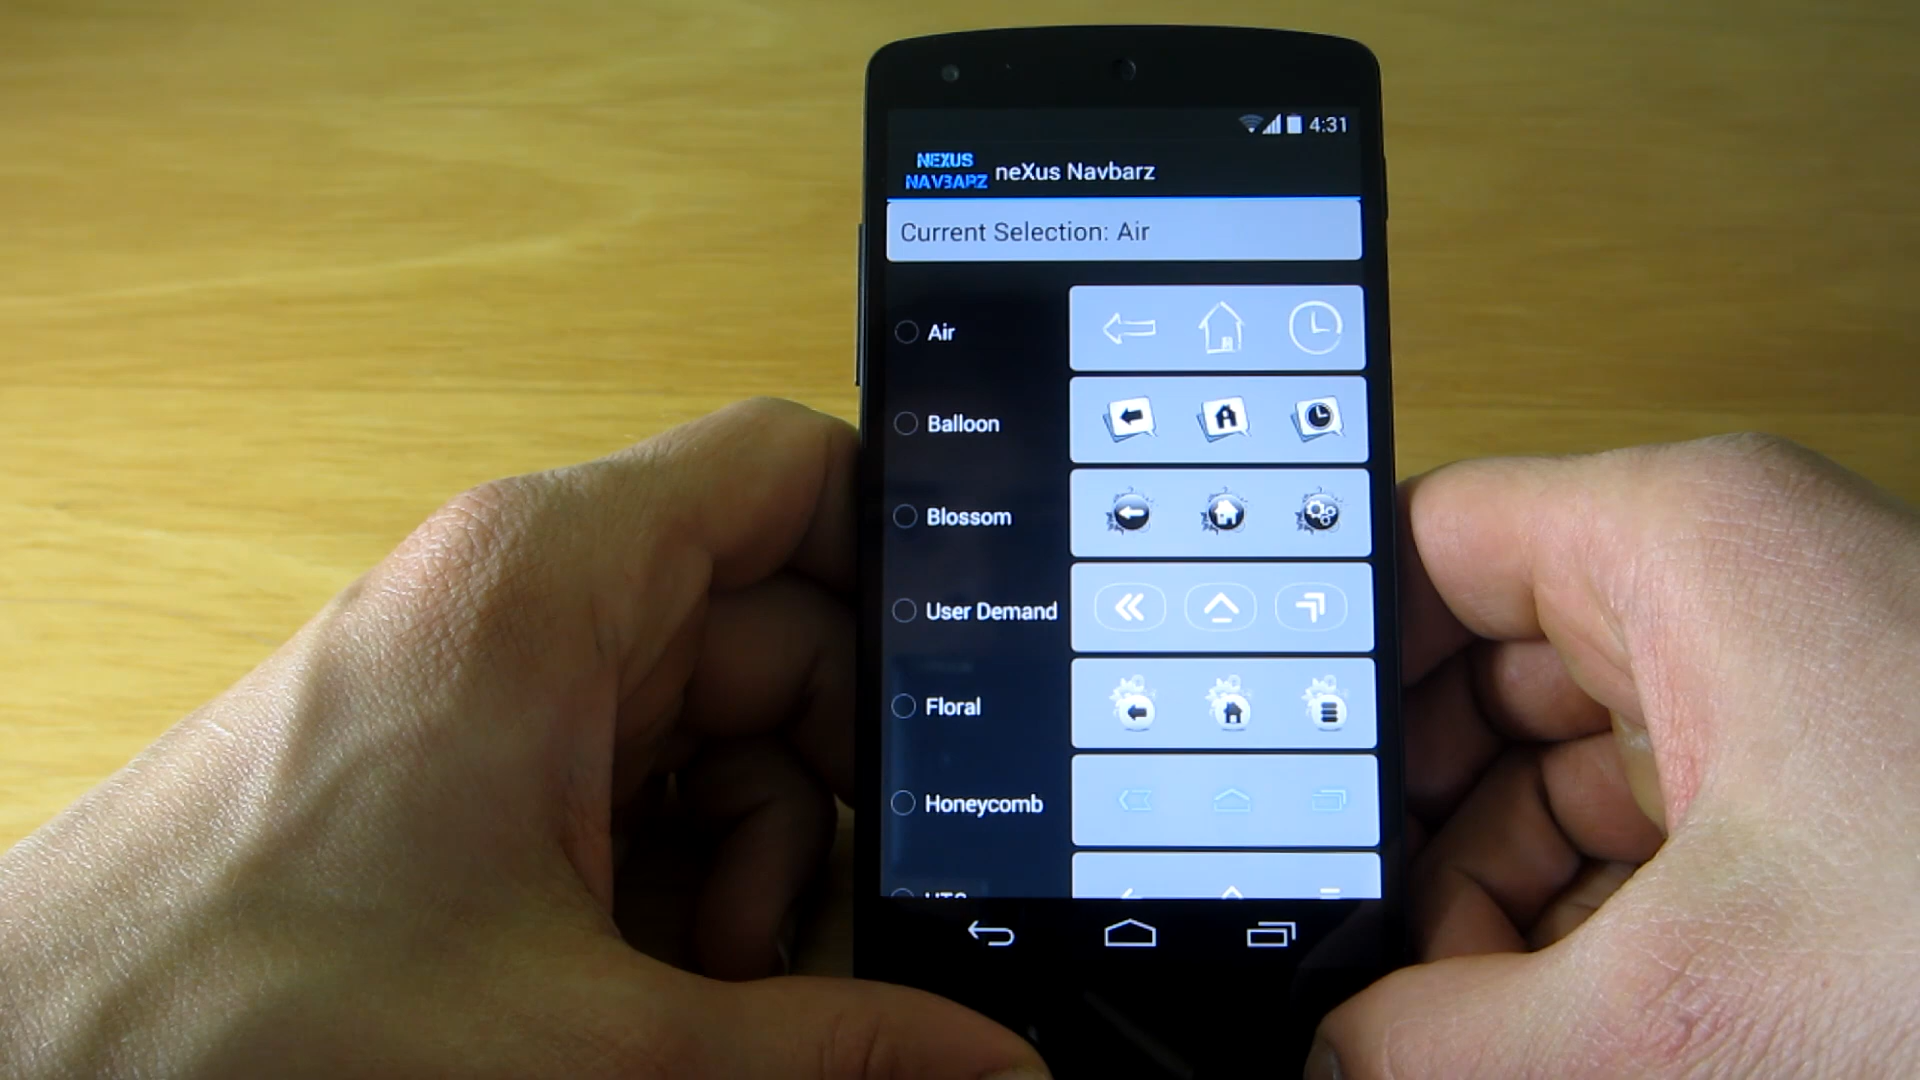 4:31
NEXUS
NAVBARZ
neXus Navbarz
Current Selection: Air
Air
Balloon
Blossom
User Demand
Floral
Honeycomb